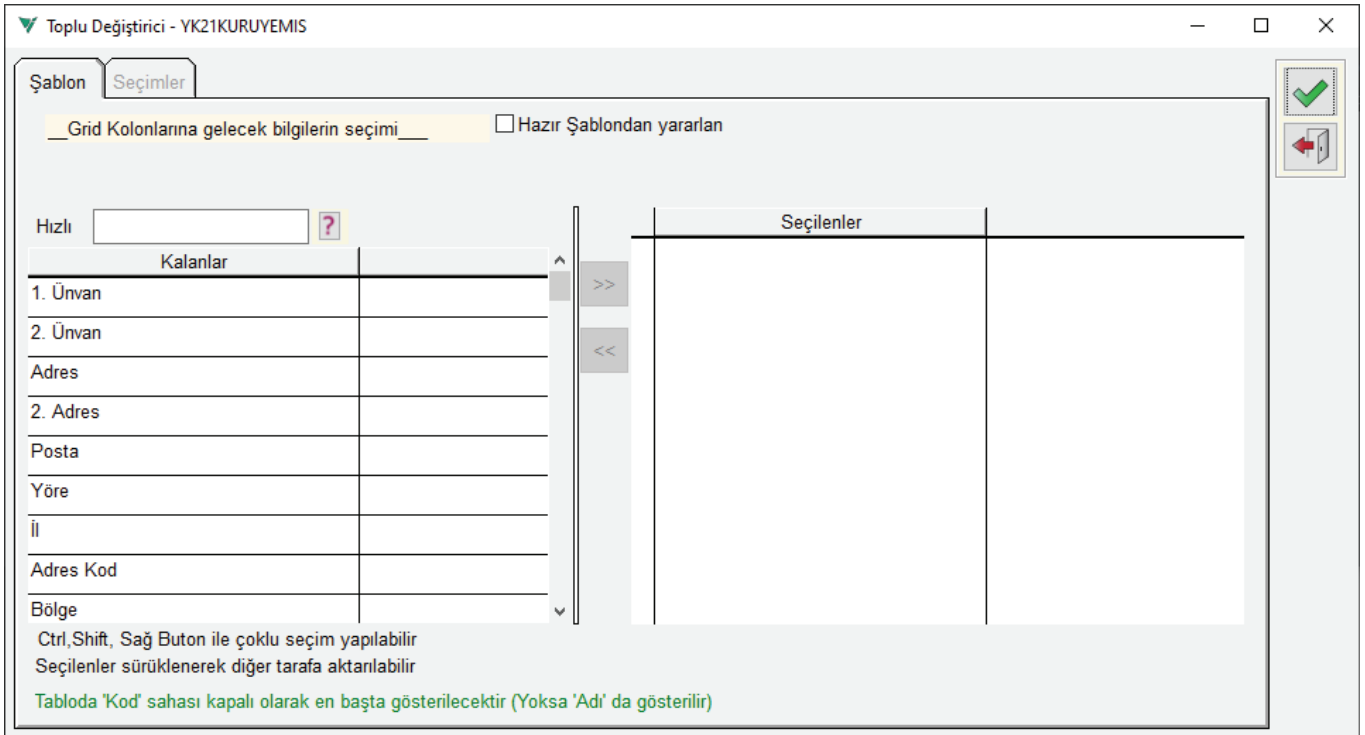 Toplu Değiştirici - YK21KURUYEMIS
Şablon
Seçimler
__Grid Kolonlarına gelecek bilgilerin seçimi___
Hazır Şablondan yararlan
Hızlı
?
Kalanlar
Seçilenler
1. Ünvan
2. Ünvan
Adres
2. Adres
Posta
Yöre
İl
Adres Kod
Bölge
>>
<<
Ctrl,Shift, Sağ Buton ile çoklu seçim yapılabilir
Seçilenler sürüklenerek diğer tarafa aktarılabilir
Tabloda 'Kod' sahası kapalı olarak en başta gösterilecektir (Yoksa 'Adı' da gösterilir)